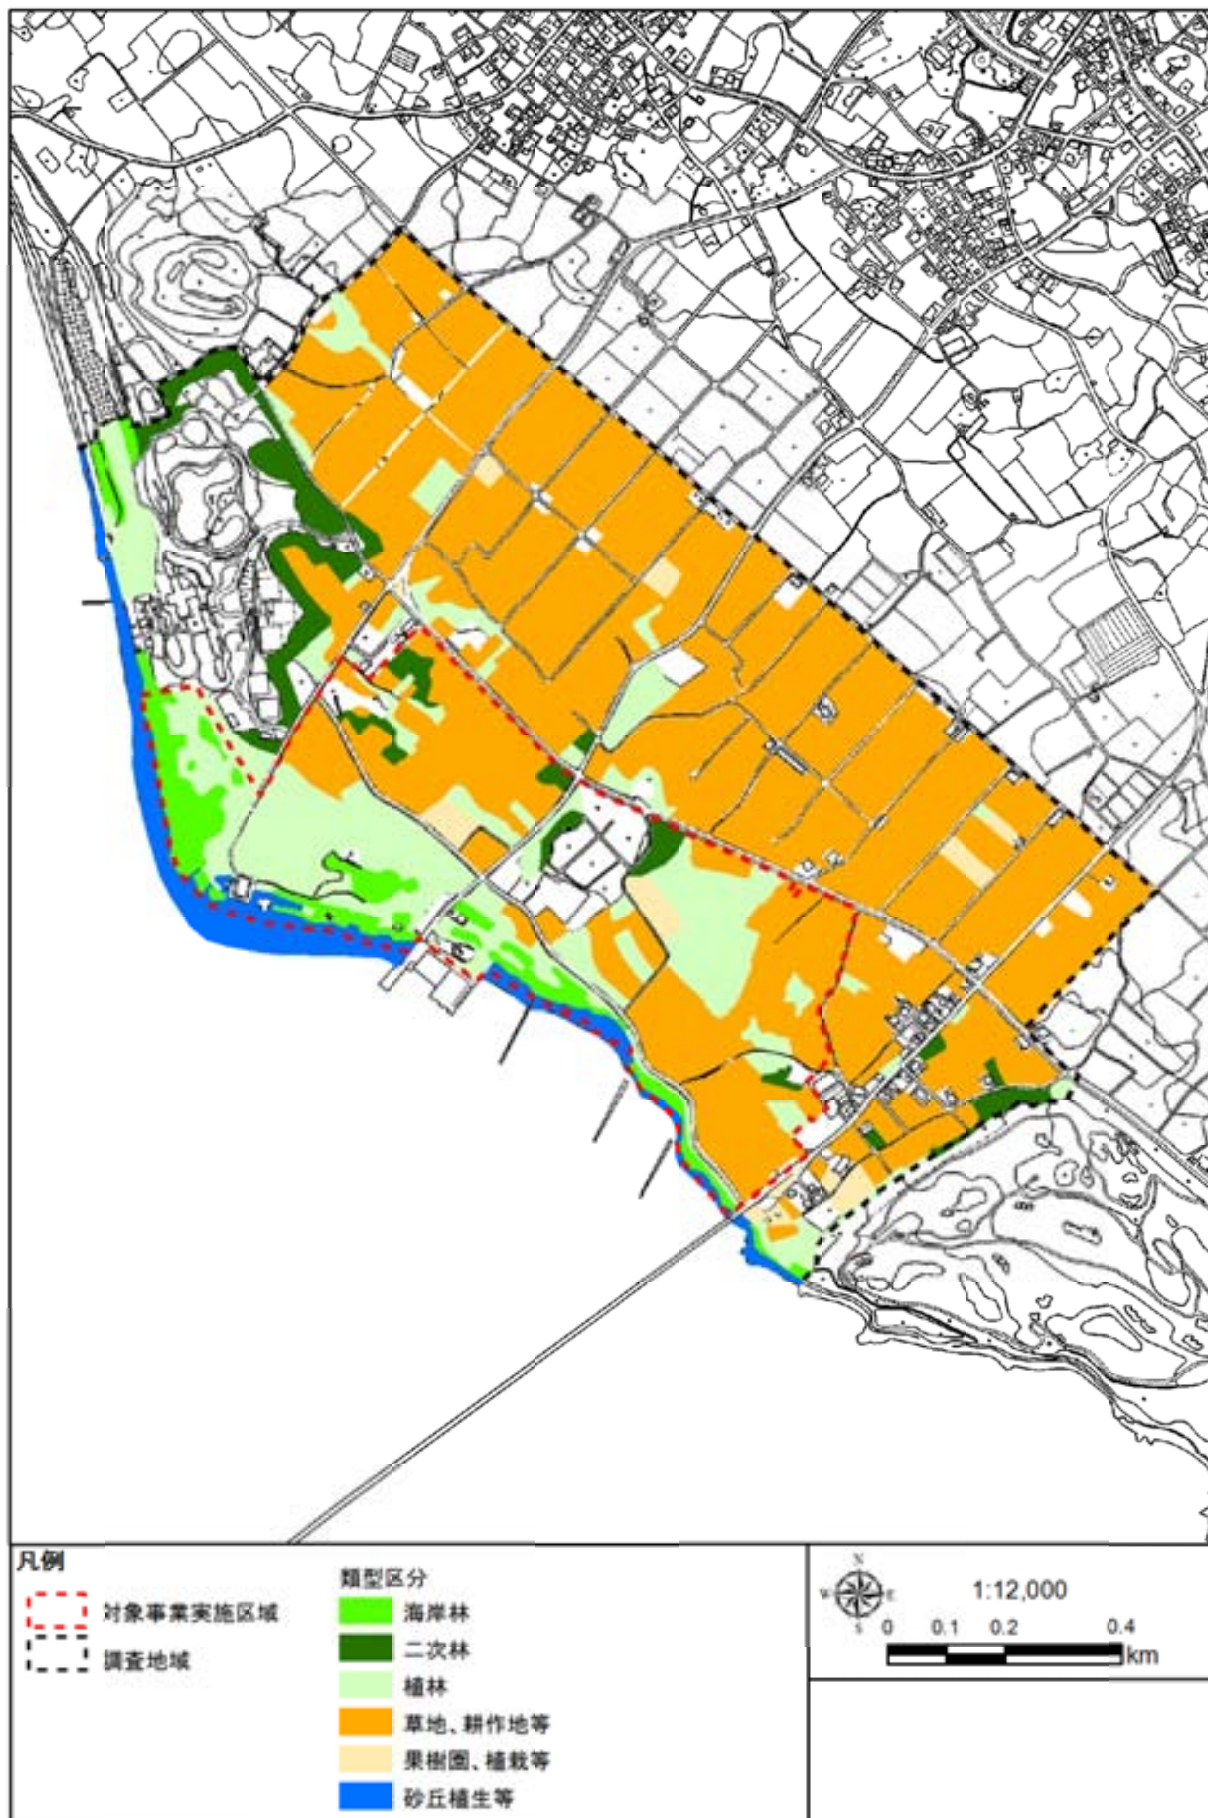 凡例
対象事業実施区域
調査地域
類型区分
海岸林
二次林
植林
草地、耕作地等
果樹園、植栽等
砂丘植生等
N
W E
S
1:12,000
0 0.1 0.2 0.4
km